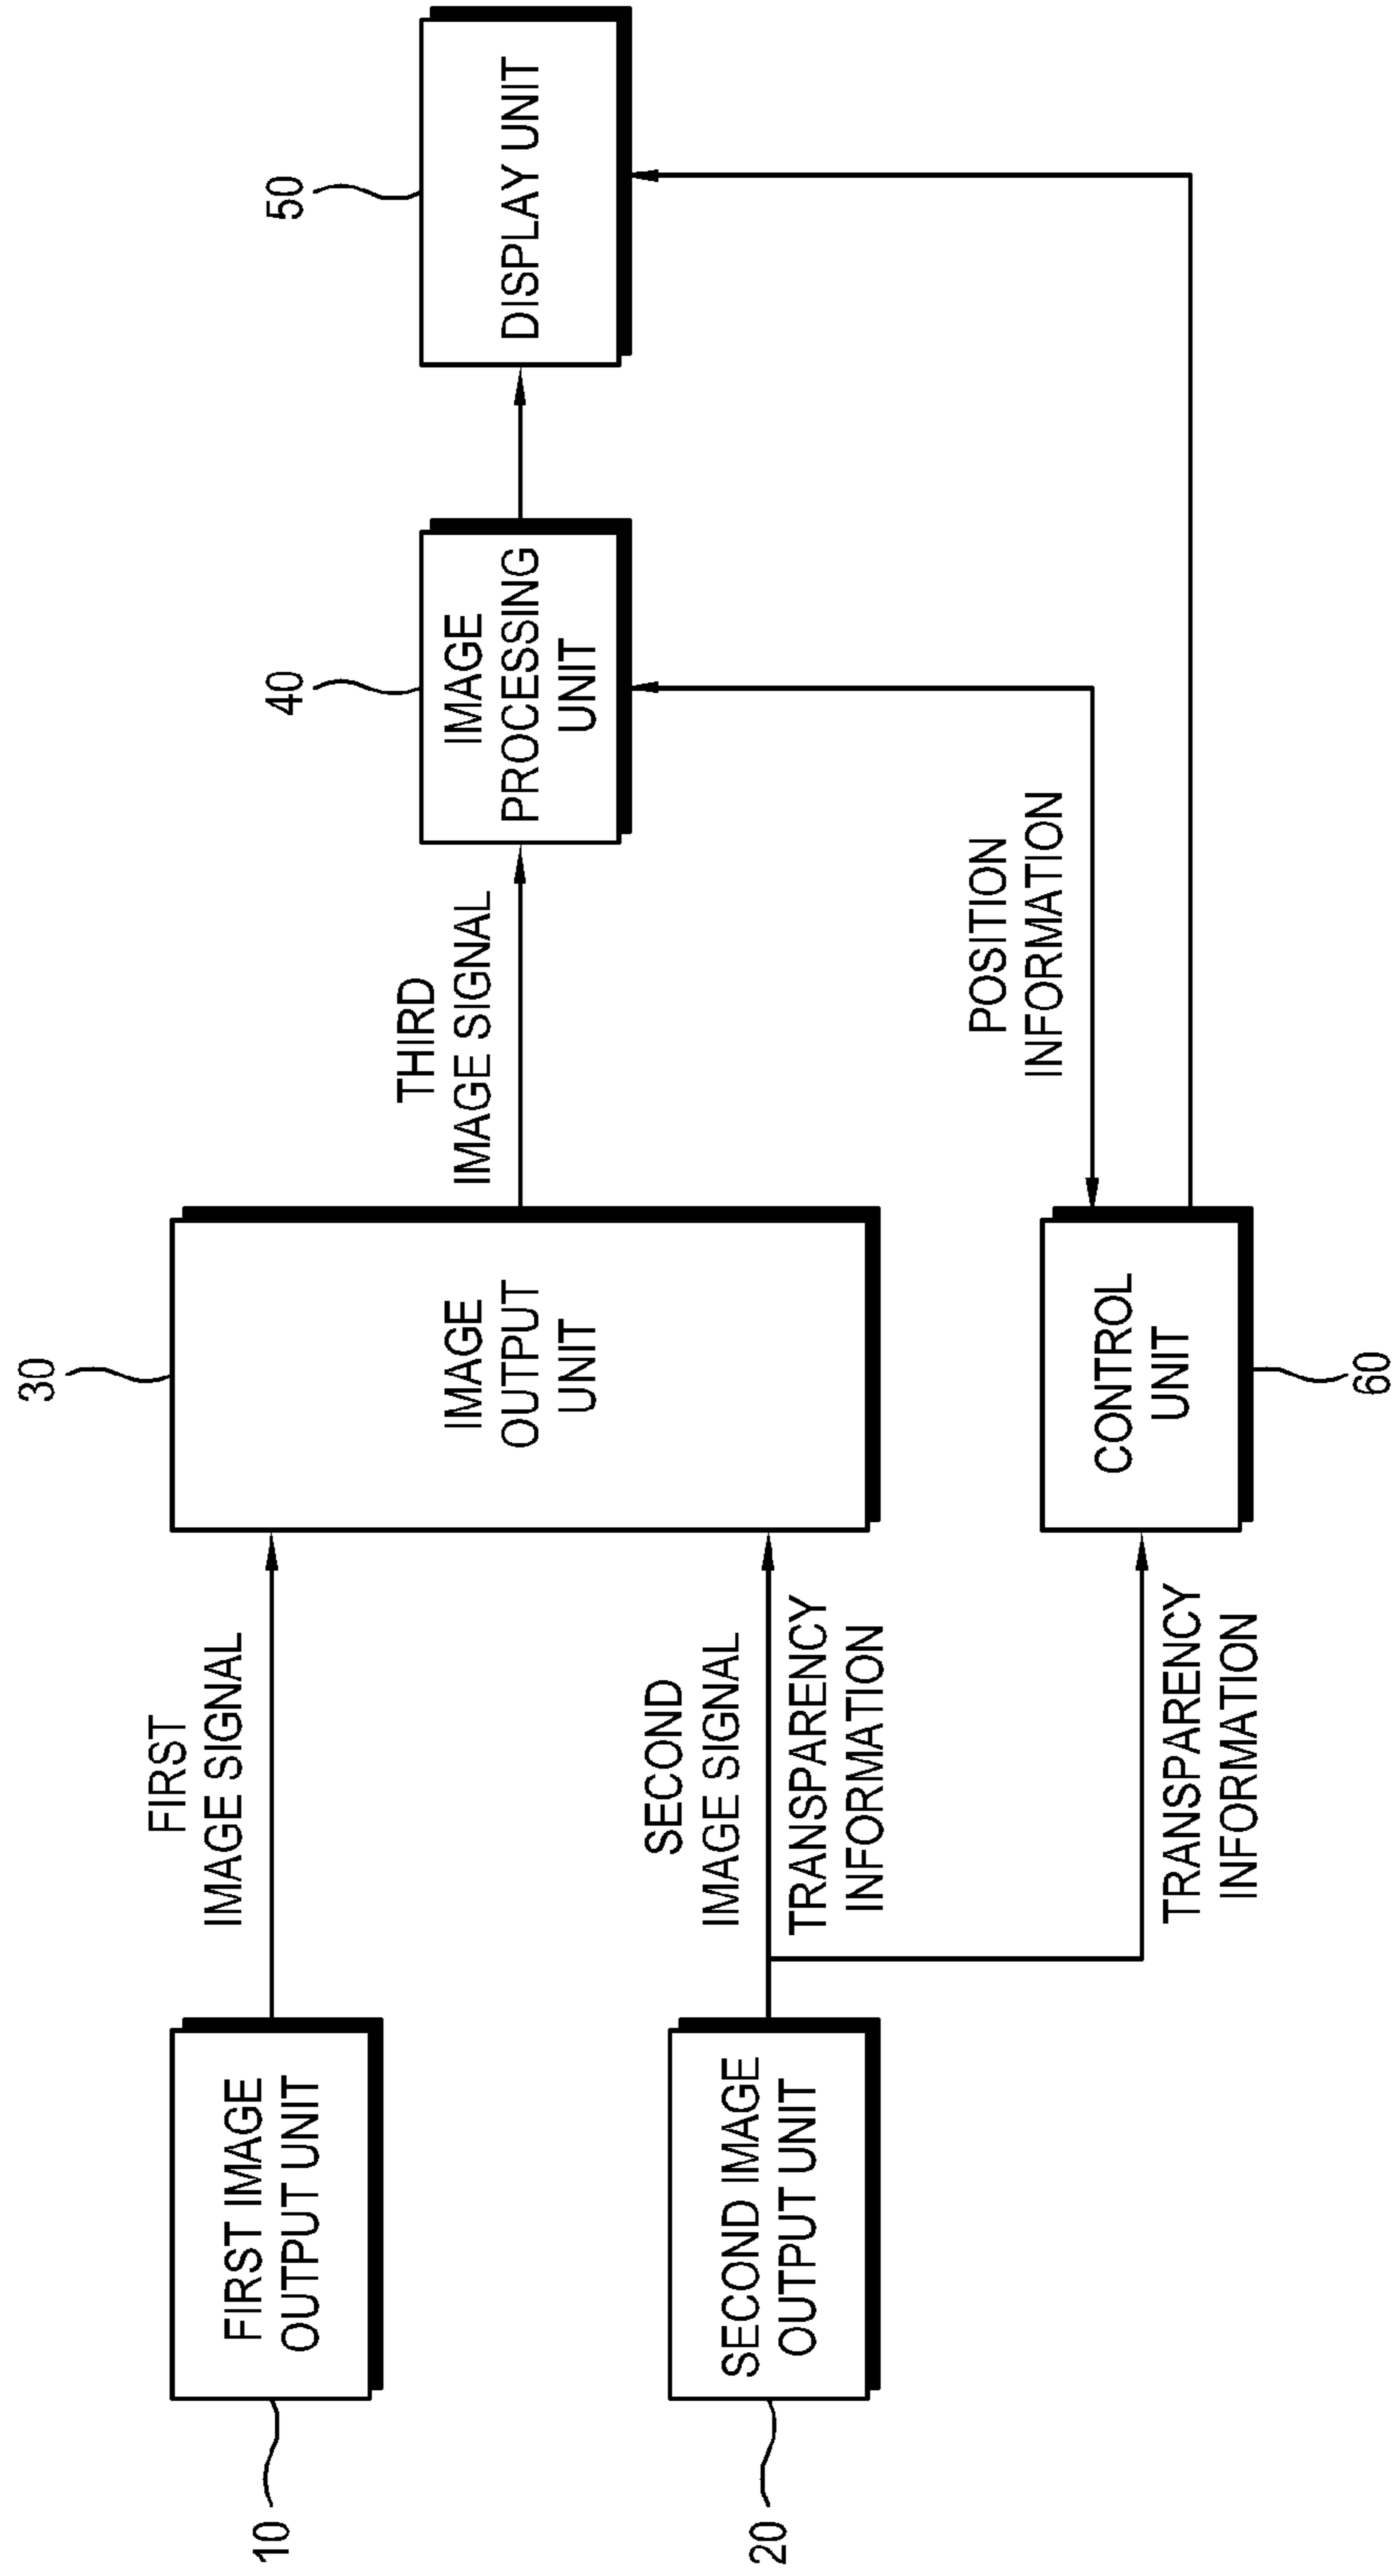 10
FIRST IMAGE
OUTPUT UNIT
FIRST
IMAGE SIGNAL
20
SECOND IMAGE
OUTPUT UNIT
SECOND
IMAGE SIGNAL
TRANSPARENCY
INFORMATION
TRANSPARENCY
INFORMATION
30
IMAGE
OUTPUT
UNIT
THIRD
IMAGE SIGNAL
40
IMAGE
PROCESSING
UNIT
50
DISPLAY UNIT
POSITION
INFORMATION
CONTROL
UNIT
60